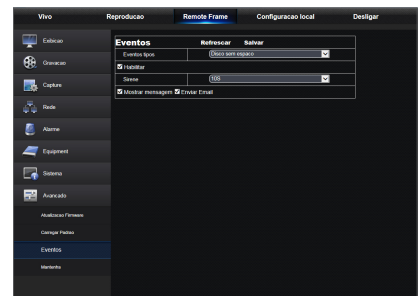 Vivo Reproducao Remote Frame Configuracao local Desligar
Exibicao
Gravacao
Capture
Rede
Alarme
Equipment
Sistema
Avancado
Atualizacao Firmware
Carregar Padrao
Eventos
Mantenha
Eventos Refrescar Salvar
Eventos tipos Disco sem espaco
Habilitar
Sirene 10S
Mostrar mensagem Enviar Email